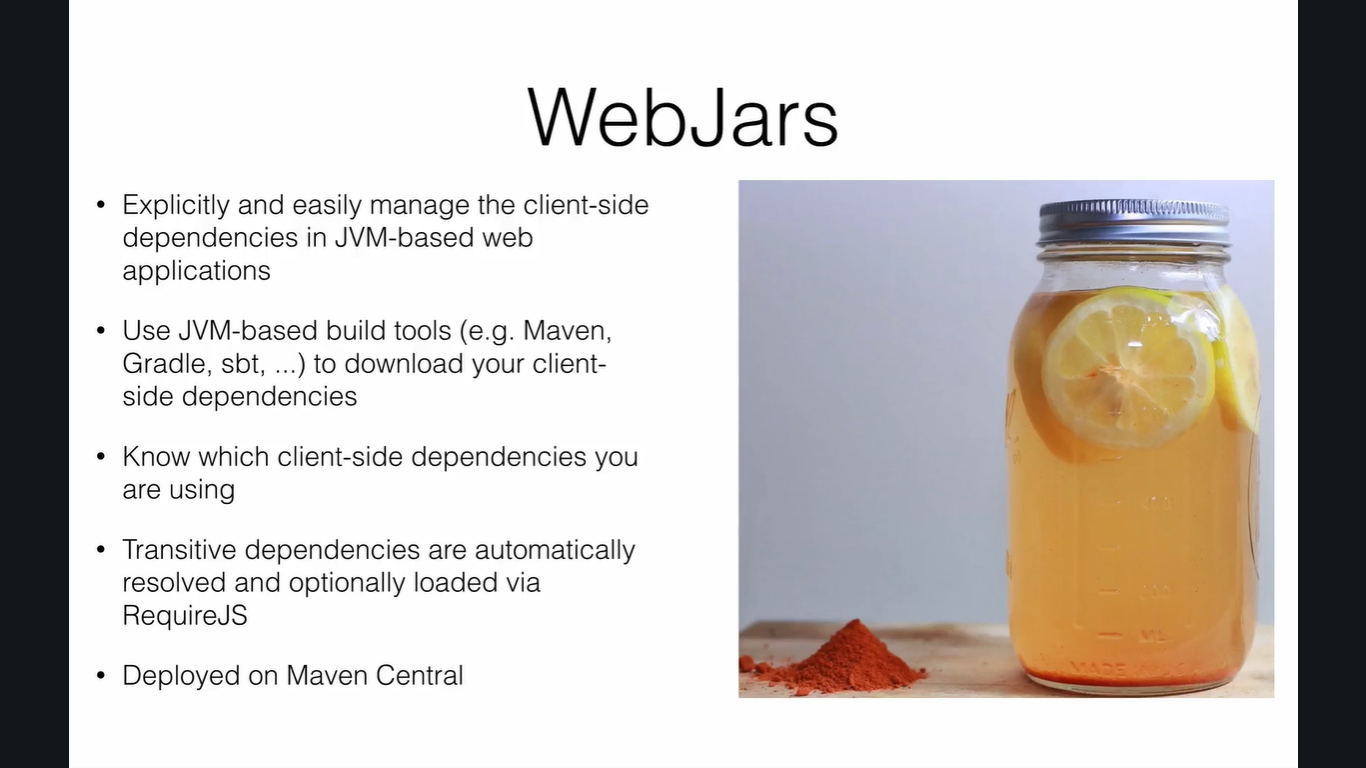 WebJars
• Explicitly and easily manage the client-side
dependencies in JVM-based web
applications
• Use JVM-based build tools (e.g. Maven,
Gradle, sbt, ...) to download your client-
side dependencies
• Know which client-side dependencies you
are using
• Transitive dependencies are automatically
resolved and optionally loaded via
RequireJS
• Deployed on Maven Central
ML
MADE